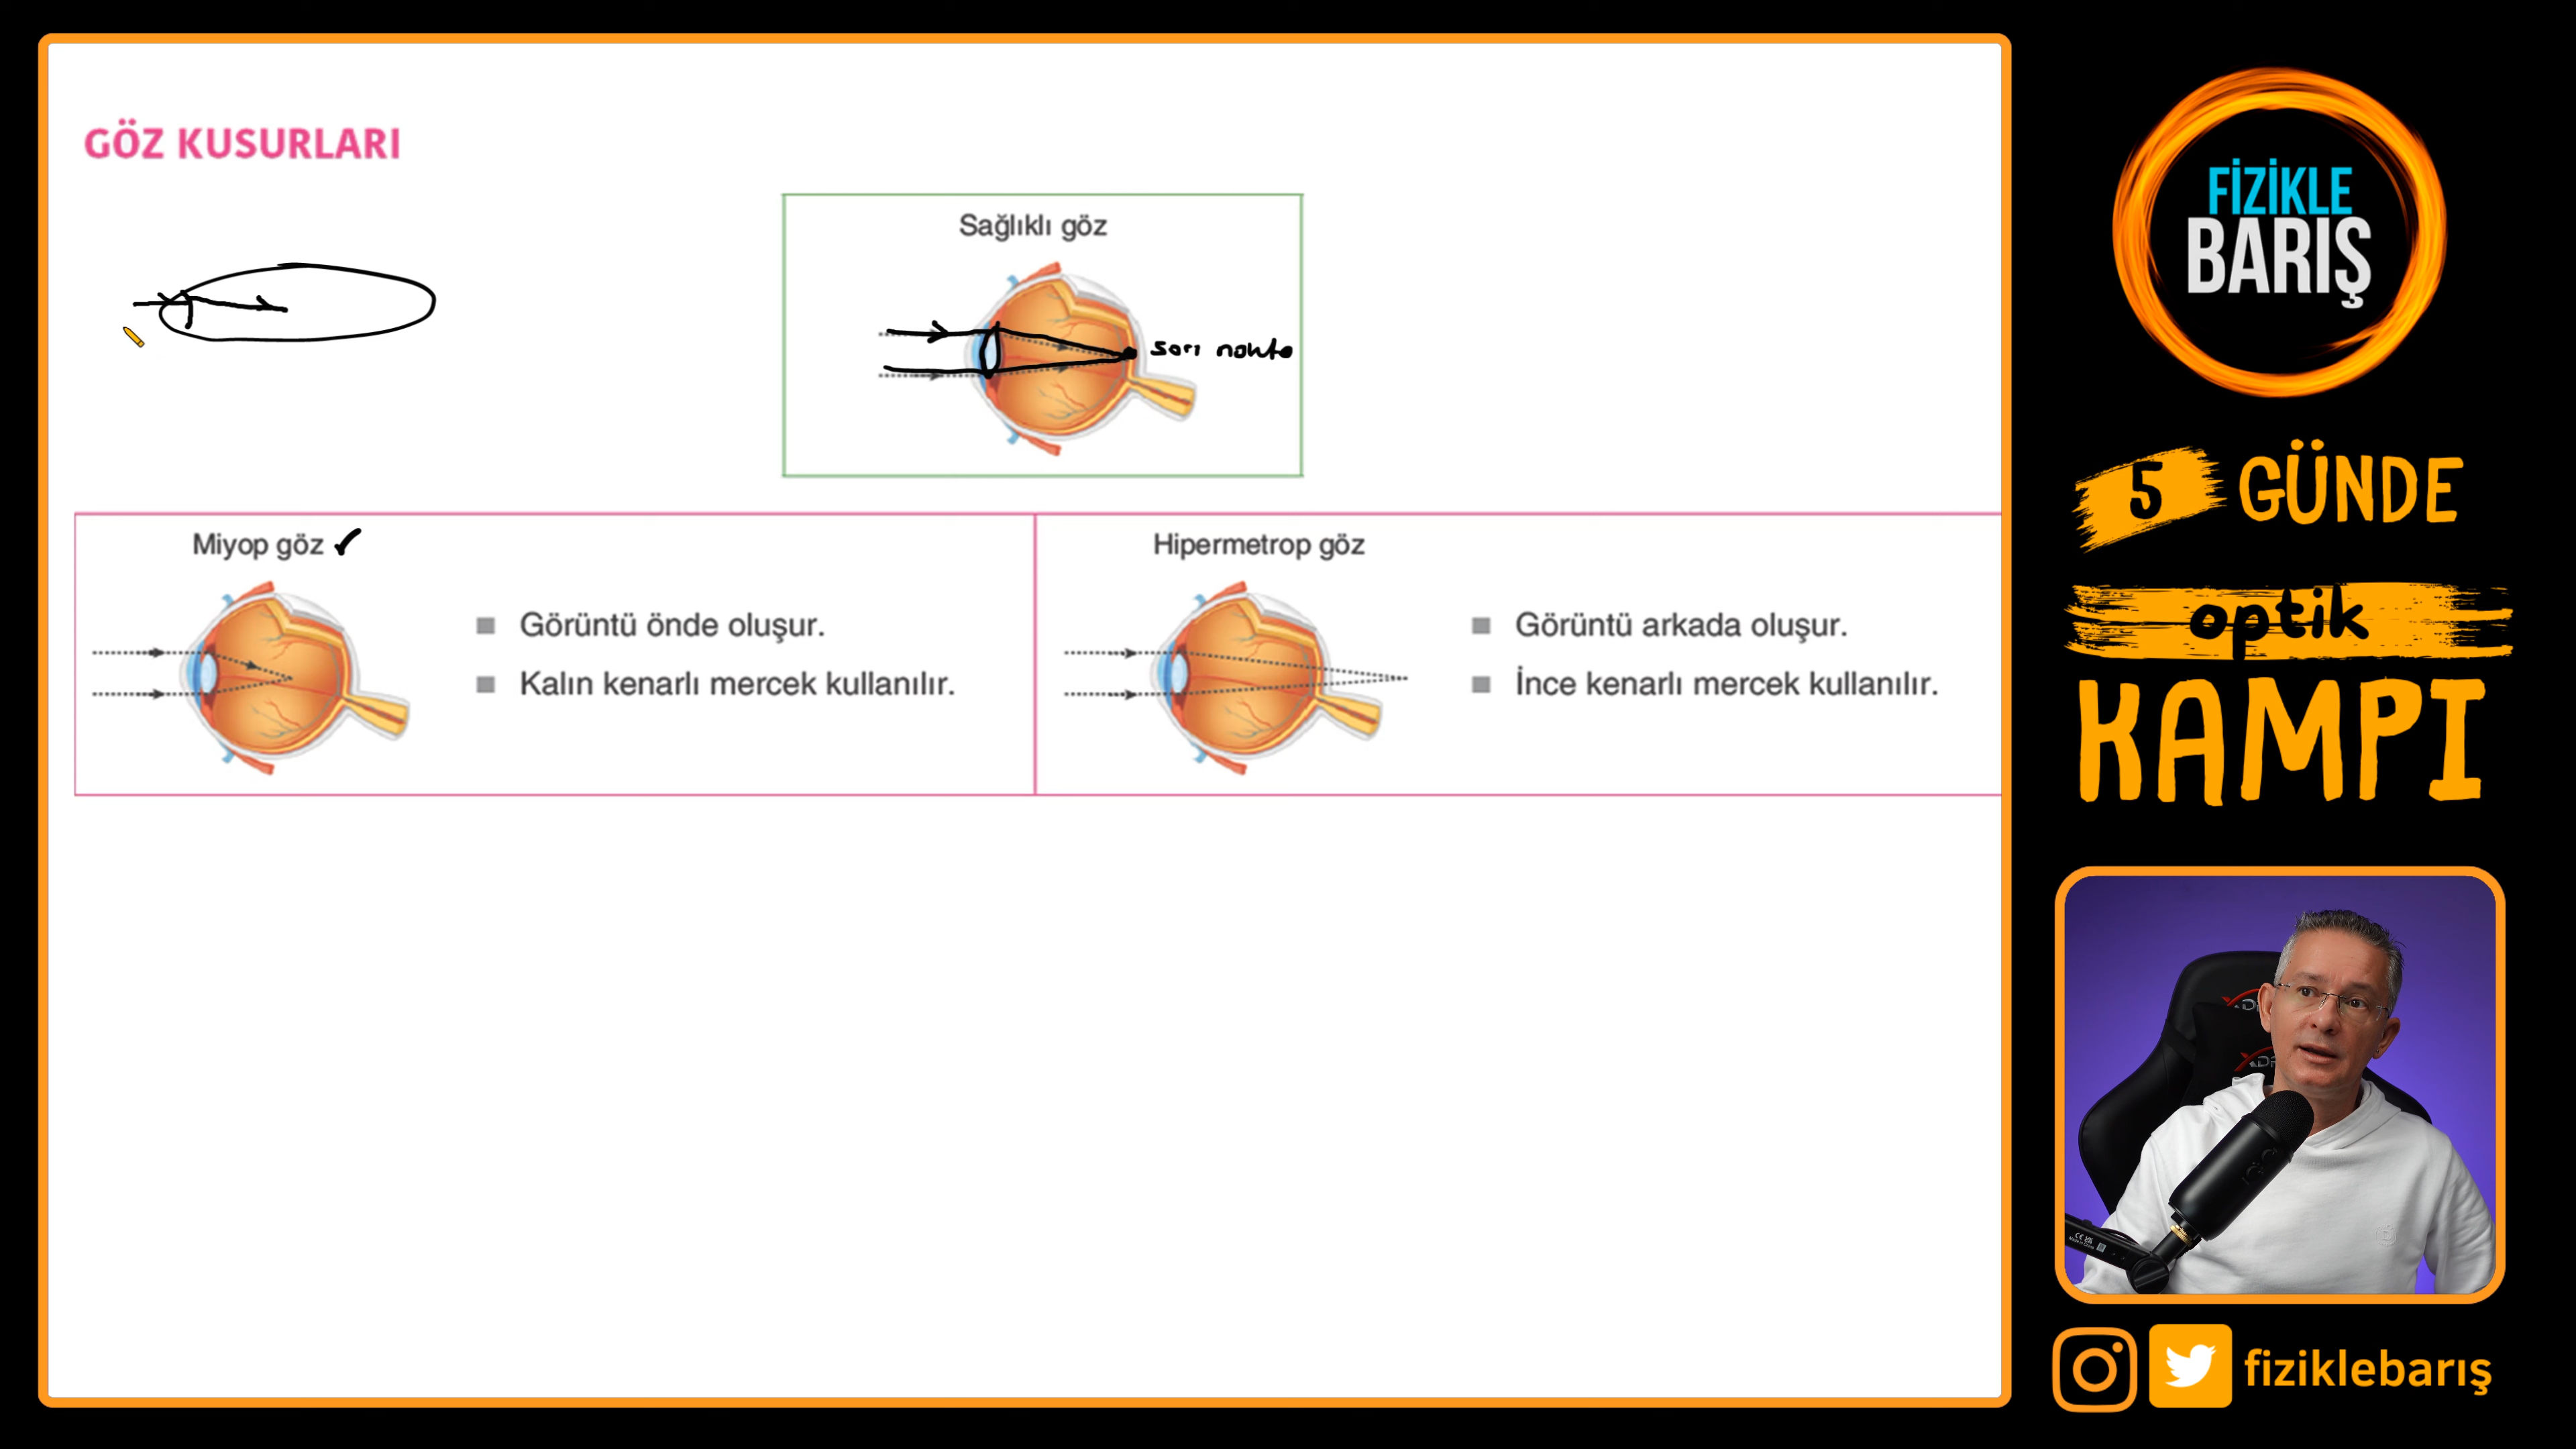 GÖZ KUSURLARI
Sağlıklı göz
sarı nokta
Miyop göz
Görüntü önde oluşur.
Kalın kenarlı mercek kullanılır.
Hipermetrop göz
Görüntü arkada oluşur.
İnce kenarlı mercek kullanılır.
FİZİKLE
BARIŞ
5 GÜNDE
optik
KAMPI
fiziklebarış